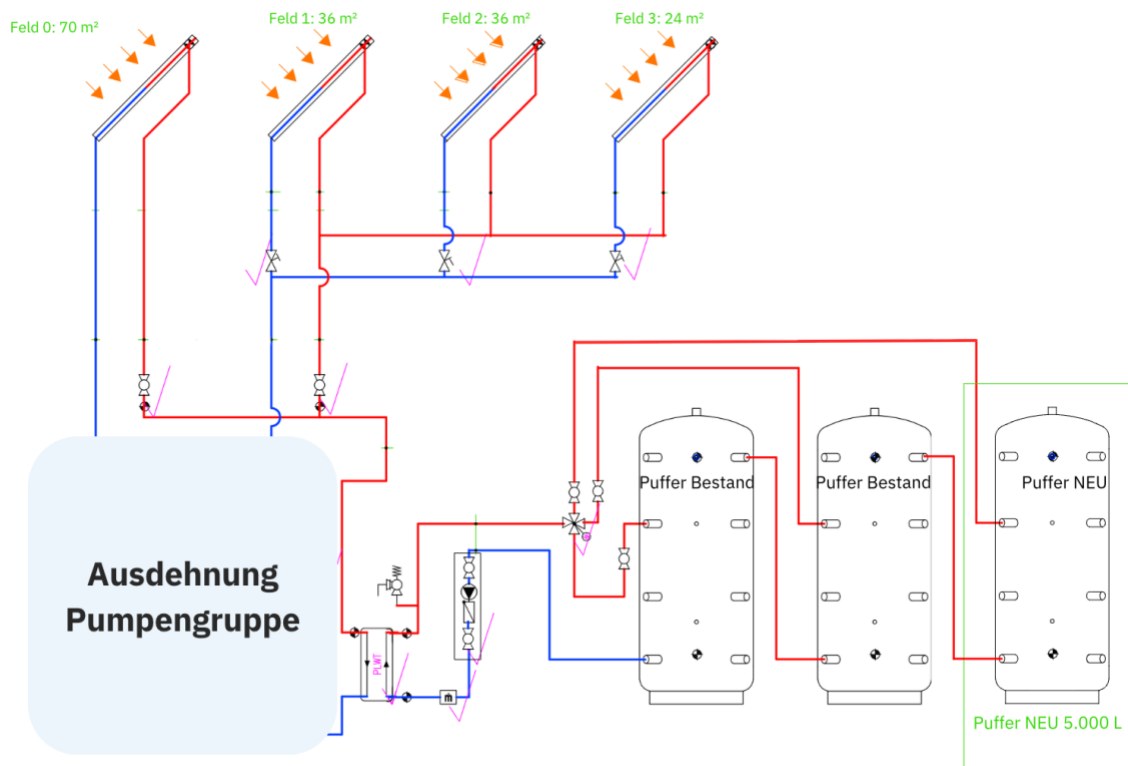 Feld 0: 70 m²
Feld 1: 36 m²
Feld 2: 36 m²
Feld 3: 24 m²
Puffer Bestand
Puffer Bestand
Puffer NEU
Ausdehnung
Pumpengruppe
PLWT
m
Puffer NEU 5.000 L